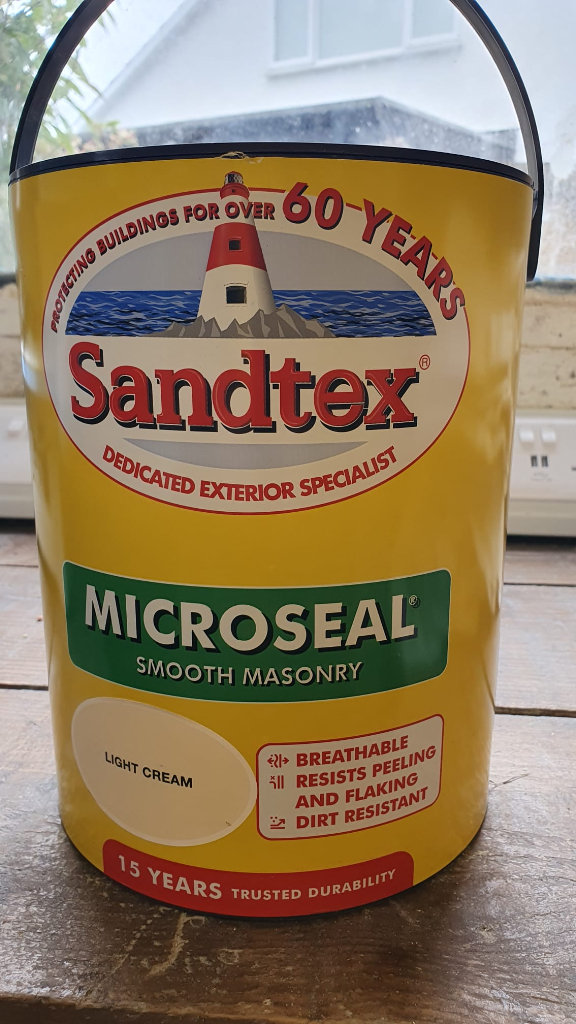 PROTECTING BUILDINGS FOR OVER 60 YEARS
Sandtex®
DEDICATED EXTERIOR SPECIALIST
MICROSEAL®
SMOOTH MASONRY
LIGHT CREAM
BREATHABLE
RESISTS PEELING
AND FLAKING
DIRT RESISTANT
15 YEARS TRUSTED DURABILITY